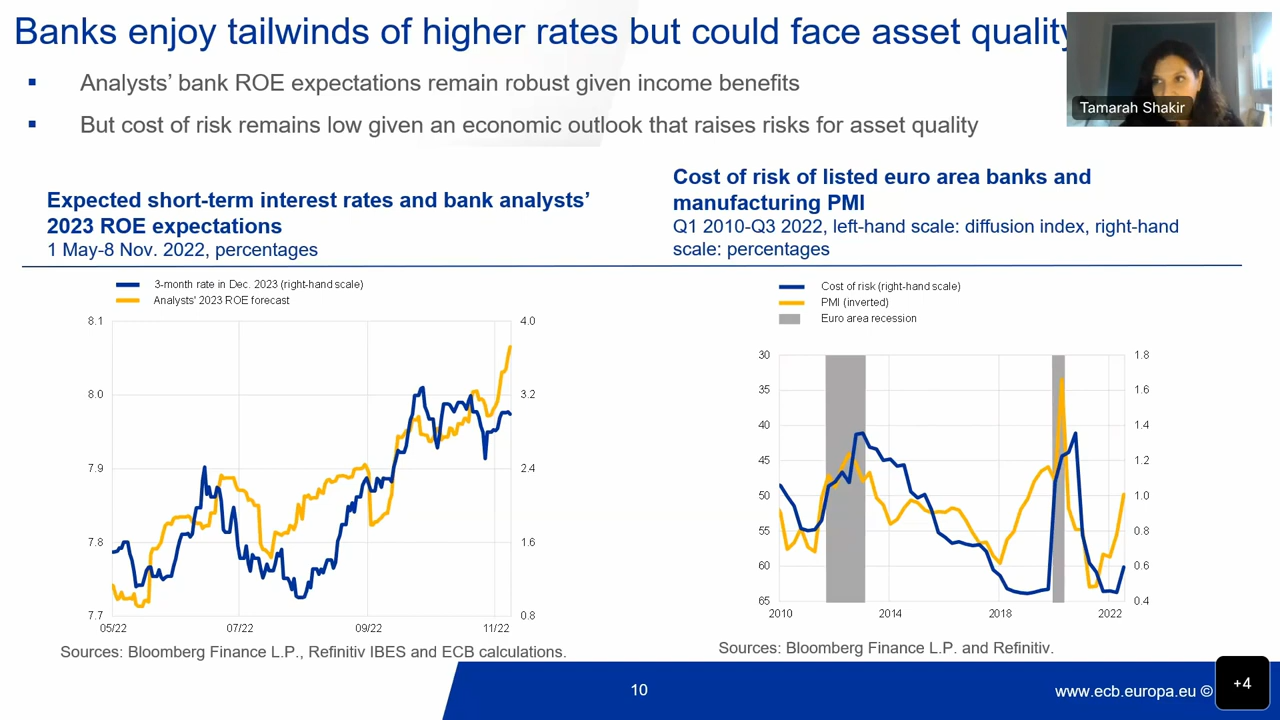 Banks enjoy tailwinds of higher rates but could face asset quality
Tamarah Shakir
▪ Analysts’ bank ROE expectations remain robust given income benefits
▪ But cost of risk remains low given an economic outlook that raises risks for asset quality
Expected short-term interest rates and bank analysts’
2023 ROE expectations
1 May-8 Nov. 2022, percentages
3-month rate in Dec. 2023 (right-hand scale)
Analysts' 2023 ROE forecast
8.1 4.0
8.0 3.2
7.9 2.4
7.8 1.6
7.7 0.8
05/22 07/22 09/22 11/22
Sources: Bloomberg Finance L.P., Refinitiv IBES and ECB calculations.
Cost of risk of listed euro area banks and
manufacturing PMI
Q1 2010-Q3 2022, left-hand scale: diffusion index, right-hand
scale: percentages
Cost of risk (right-hand scale)
PMI (inverted)
Euro area recession
30 1.8
35 1.6
40 1.4
45 1.2
50 1.0
55 0.8
60 0.6
65 0.4
2010 2014 2018 2022
Sources: Bloomberg Finance L.P. and Refinitiv.
10
www.ecb.europa.eu ©
+4